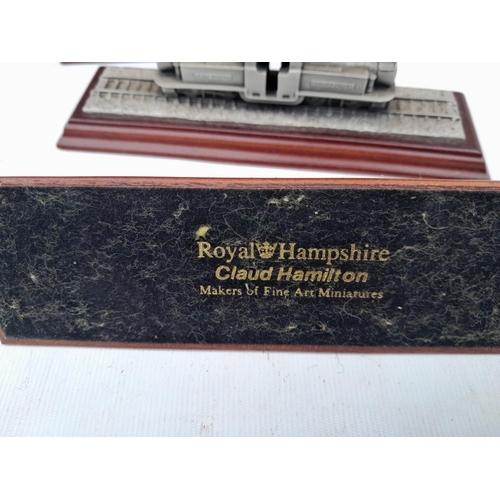 Royal Hampshire
Claud Hamilton
Makers of Fine Art Miniatures